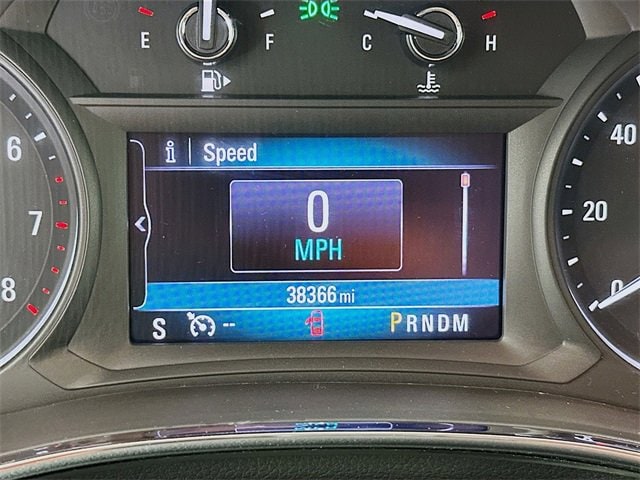 E F C H
6
7
8
i Speed
0
MPH
38366 mi
S -- PRNDM
40
20
0